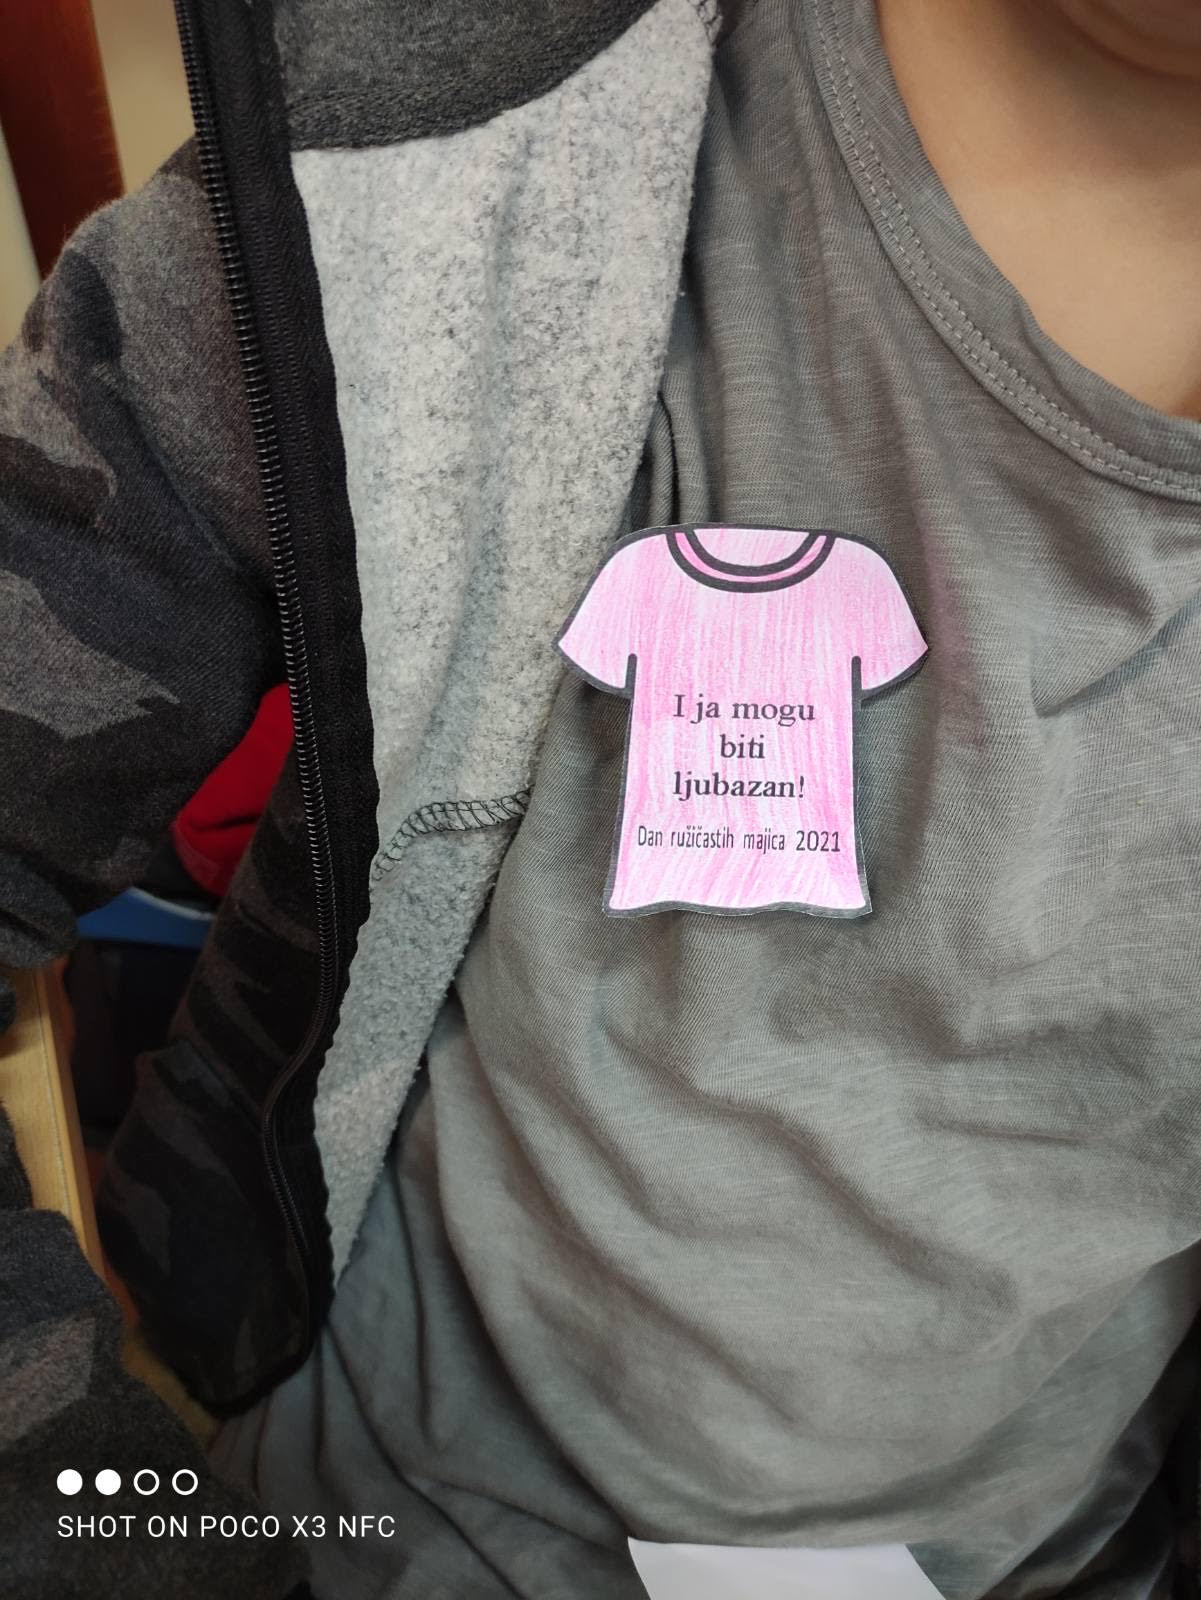 I ja mogu
biti
ljubazan!
Dan ružičastih majica 2021
SHOT ON POCO X3 NFC